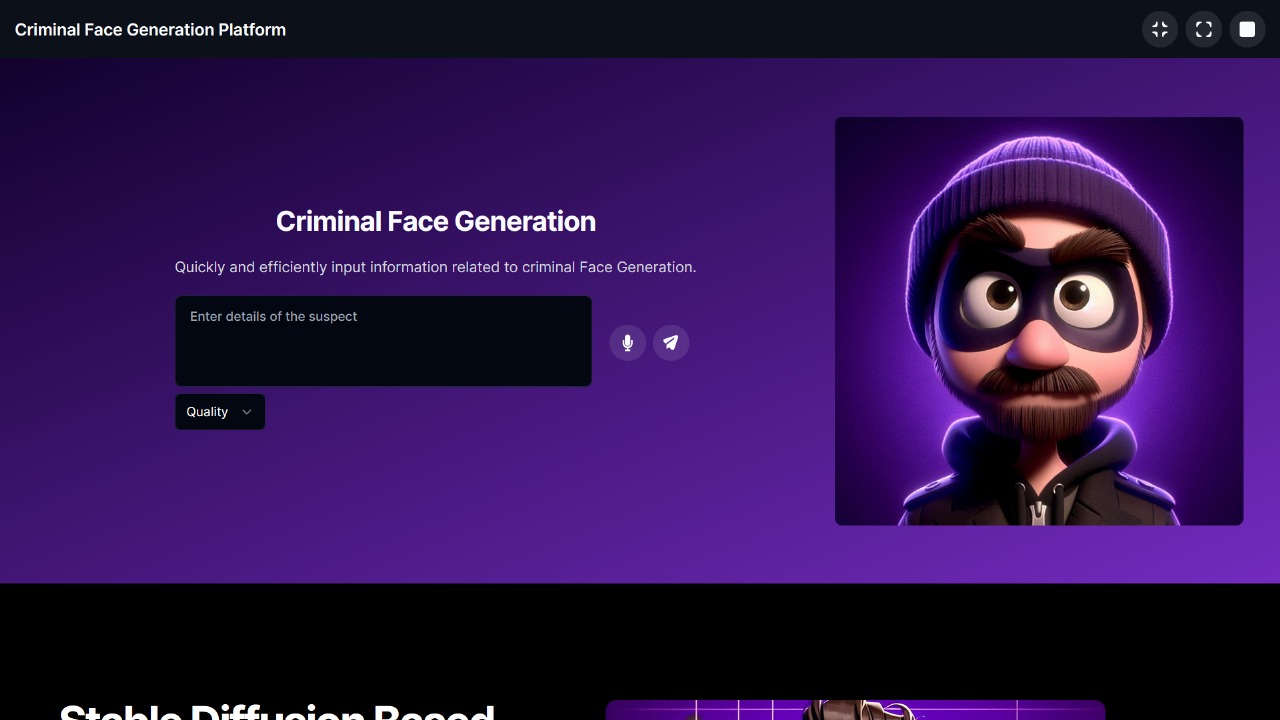 Criminal Face Generation Platform
Criminal Face Generation
Quickly and efficiently input information related to criminal Face Generation.
Enter details of the suspect
Quality
Stable Diffusion Based